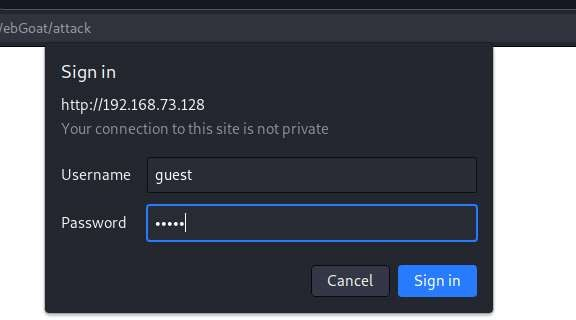 /ebGoat/attack
Sign in
http://192.168.73.128
Your connection to this site is not private
Username guest
Password •••••
Cancel Sign in